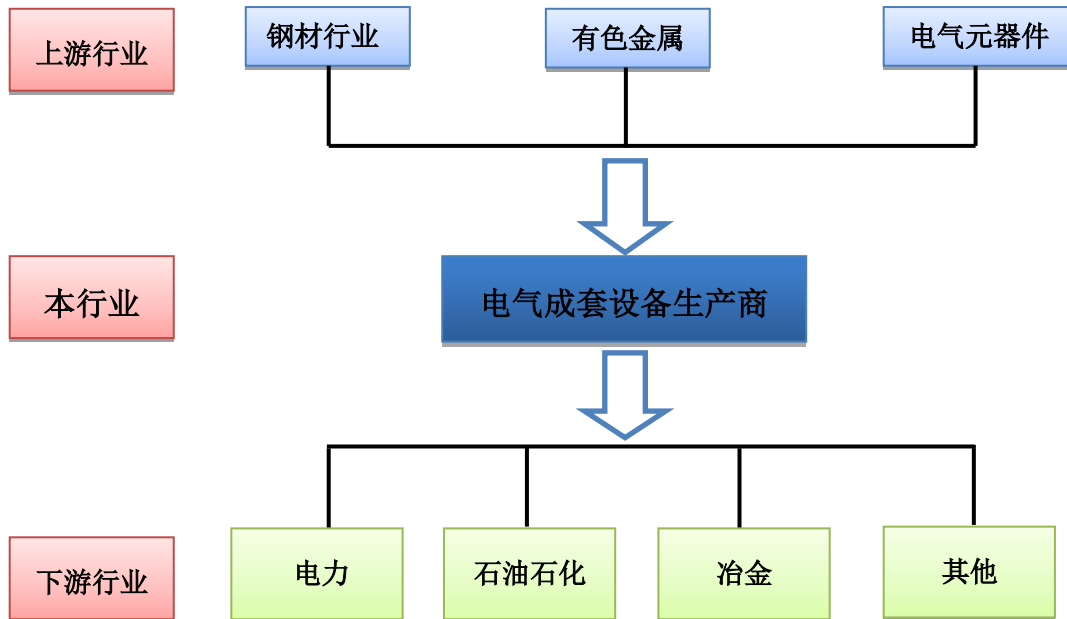 上游行业
钢材行业
有色金属
电气元器件
本行业
电气成套设备生产商
下游行业
电力
石油石化
冶金
其他